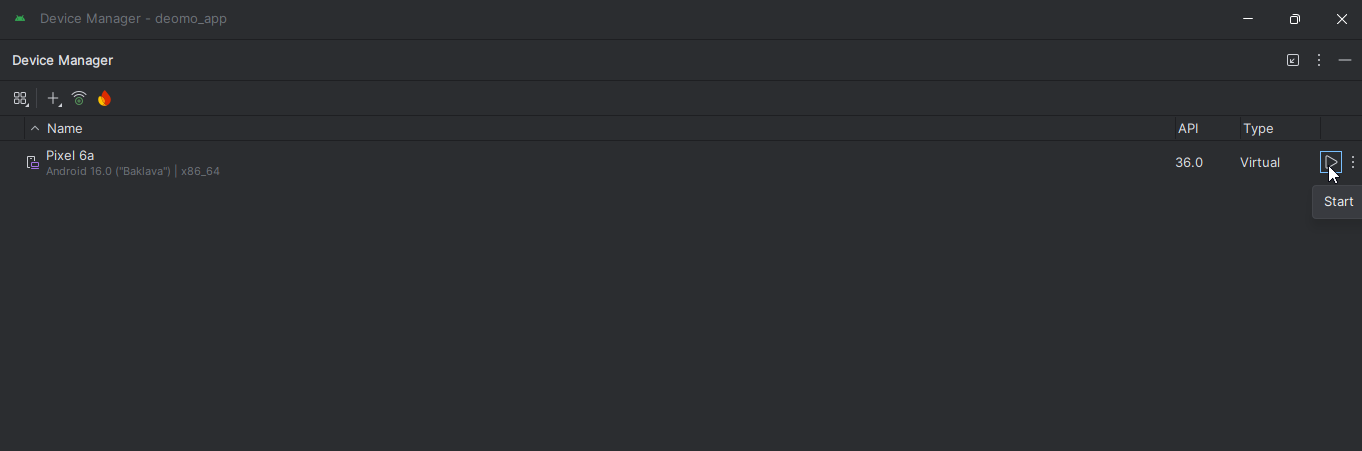 Device Manager - deomo_app
Device Manager
Name API Type
Pixel 6a
Android 16.0 ("Baklava") | x86_64
36.0 Virtual
Start